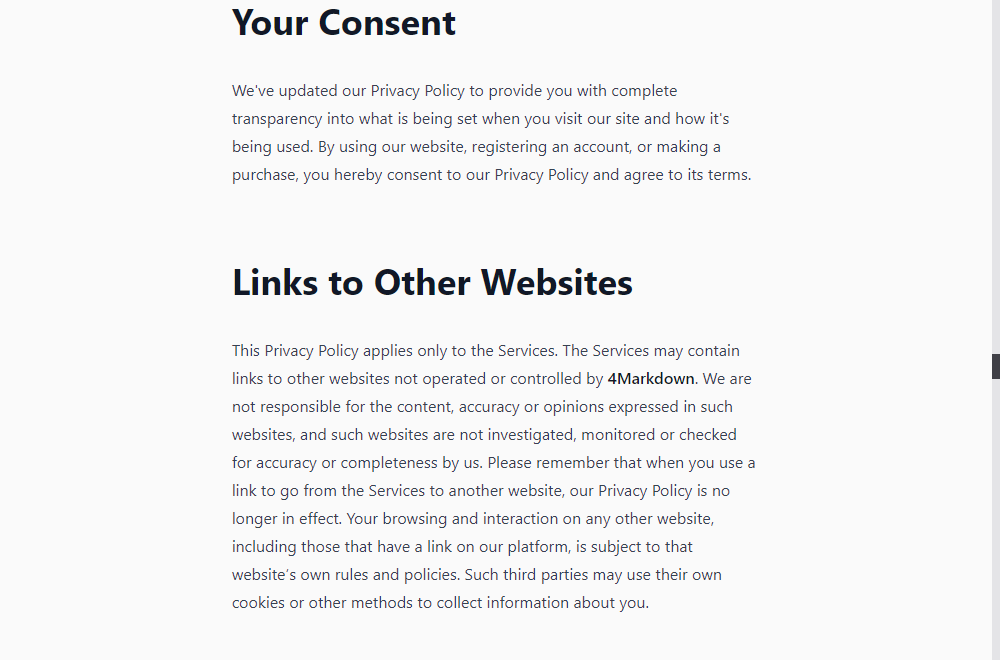 Your Consent
We've updated our Privacy Policy to provide you with complete
transparency into what is being set when you visit our site and how it's
being used. By using our website, registering an account, or making a
purchase, you hereby consent to our Privacy Policy and agree to its terms.
Links to Other Websites
This Privacy Policy applies only to the Services. The Services may contain
links to other websites not operated or controlled by 4Markdown. We are
not responsible for the content, accuracy or opinions expressed in such
websites, and such websites are not investigated, monitored or checked
for accuracy or completeness by us. Please remember that when you use a
link to go from the Services to another website, our Privacy Policy is no
longer in effect. Your browsing and interaction on any other website,
including those that have a link on our platform, is subject to that
website’s own rules and policies. Such third parties may use their own
cookies or other methods to collect information about you.